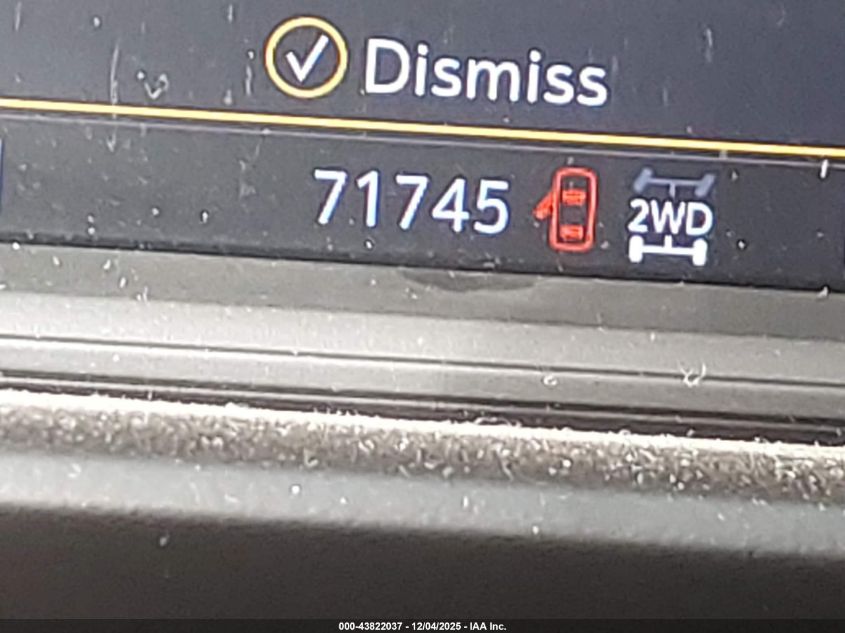 Dismiss
71745
2WD
000-43822037 - 12/04/2025 - IAA Inc.